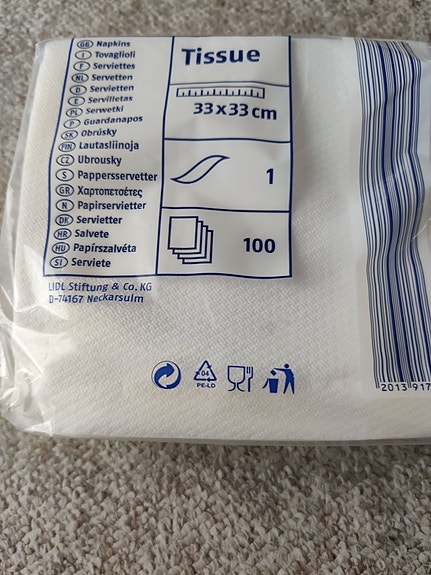 GB Napkins
I Tovaglioli
F Serviettes
NL Servetten
D Servietten
E Servilletas
PL Serwetki
P Guardanapos
SK Obrúsky
FIN Lautasliinoja
CZ Ubrousky
S Pappersservetter
GR Χαρτοπετσέτες
N Papirservietter
DK Servietter
HR Salvete
HU Papírszalvéta
SI Serviete
Tissue
33x33cm
1
100
LIDL Stiftung & Co. KG
D-74167 Neckarsulm
04
PE-LD
2013 917